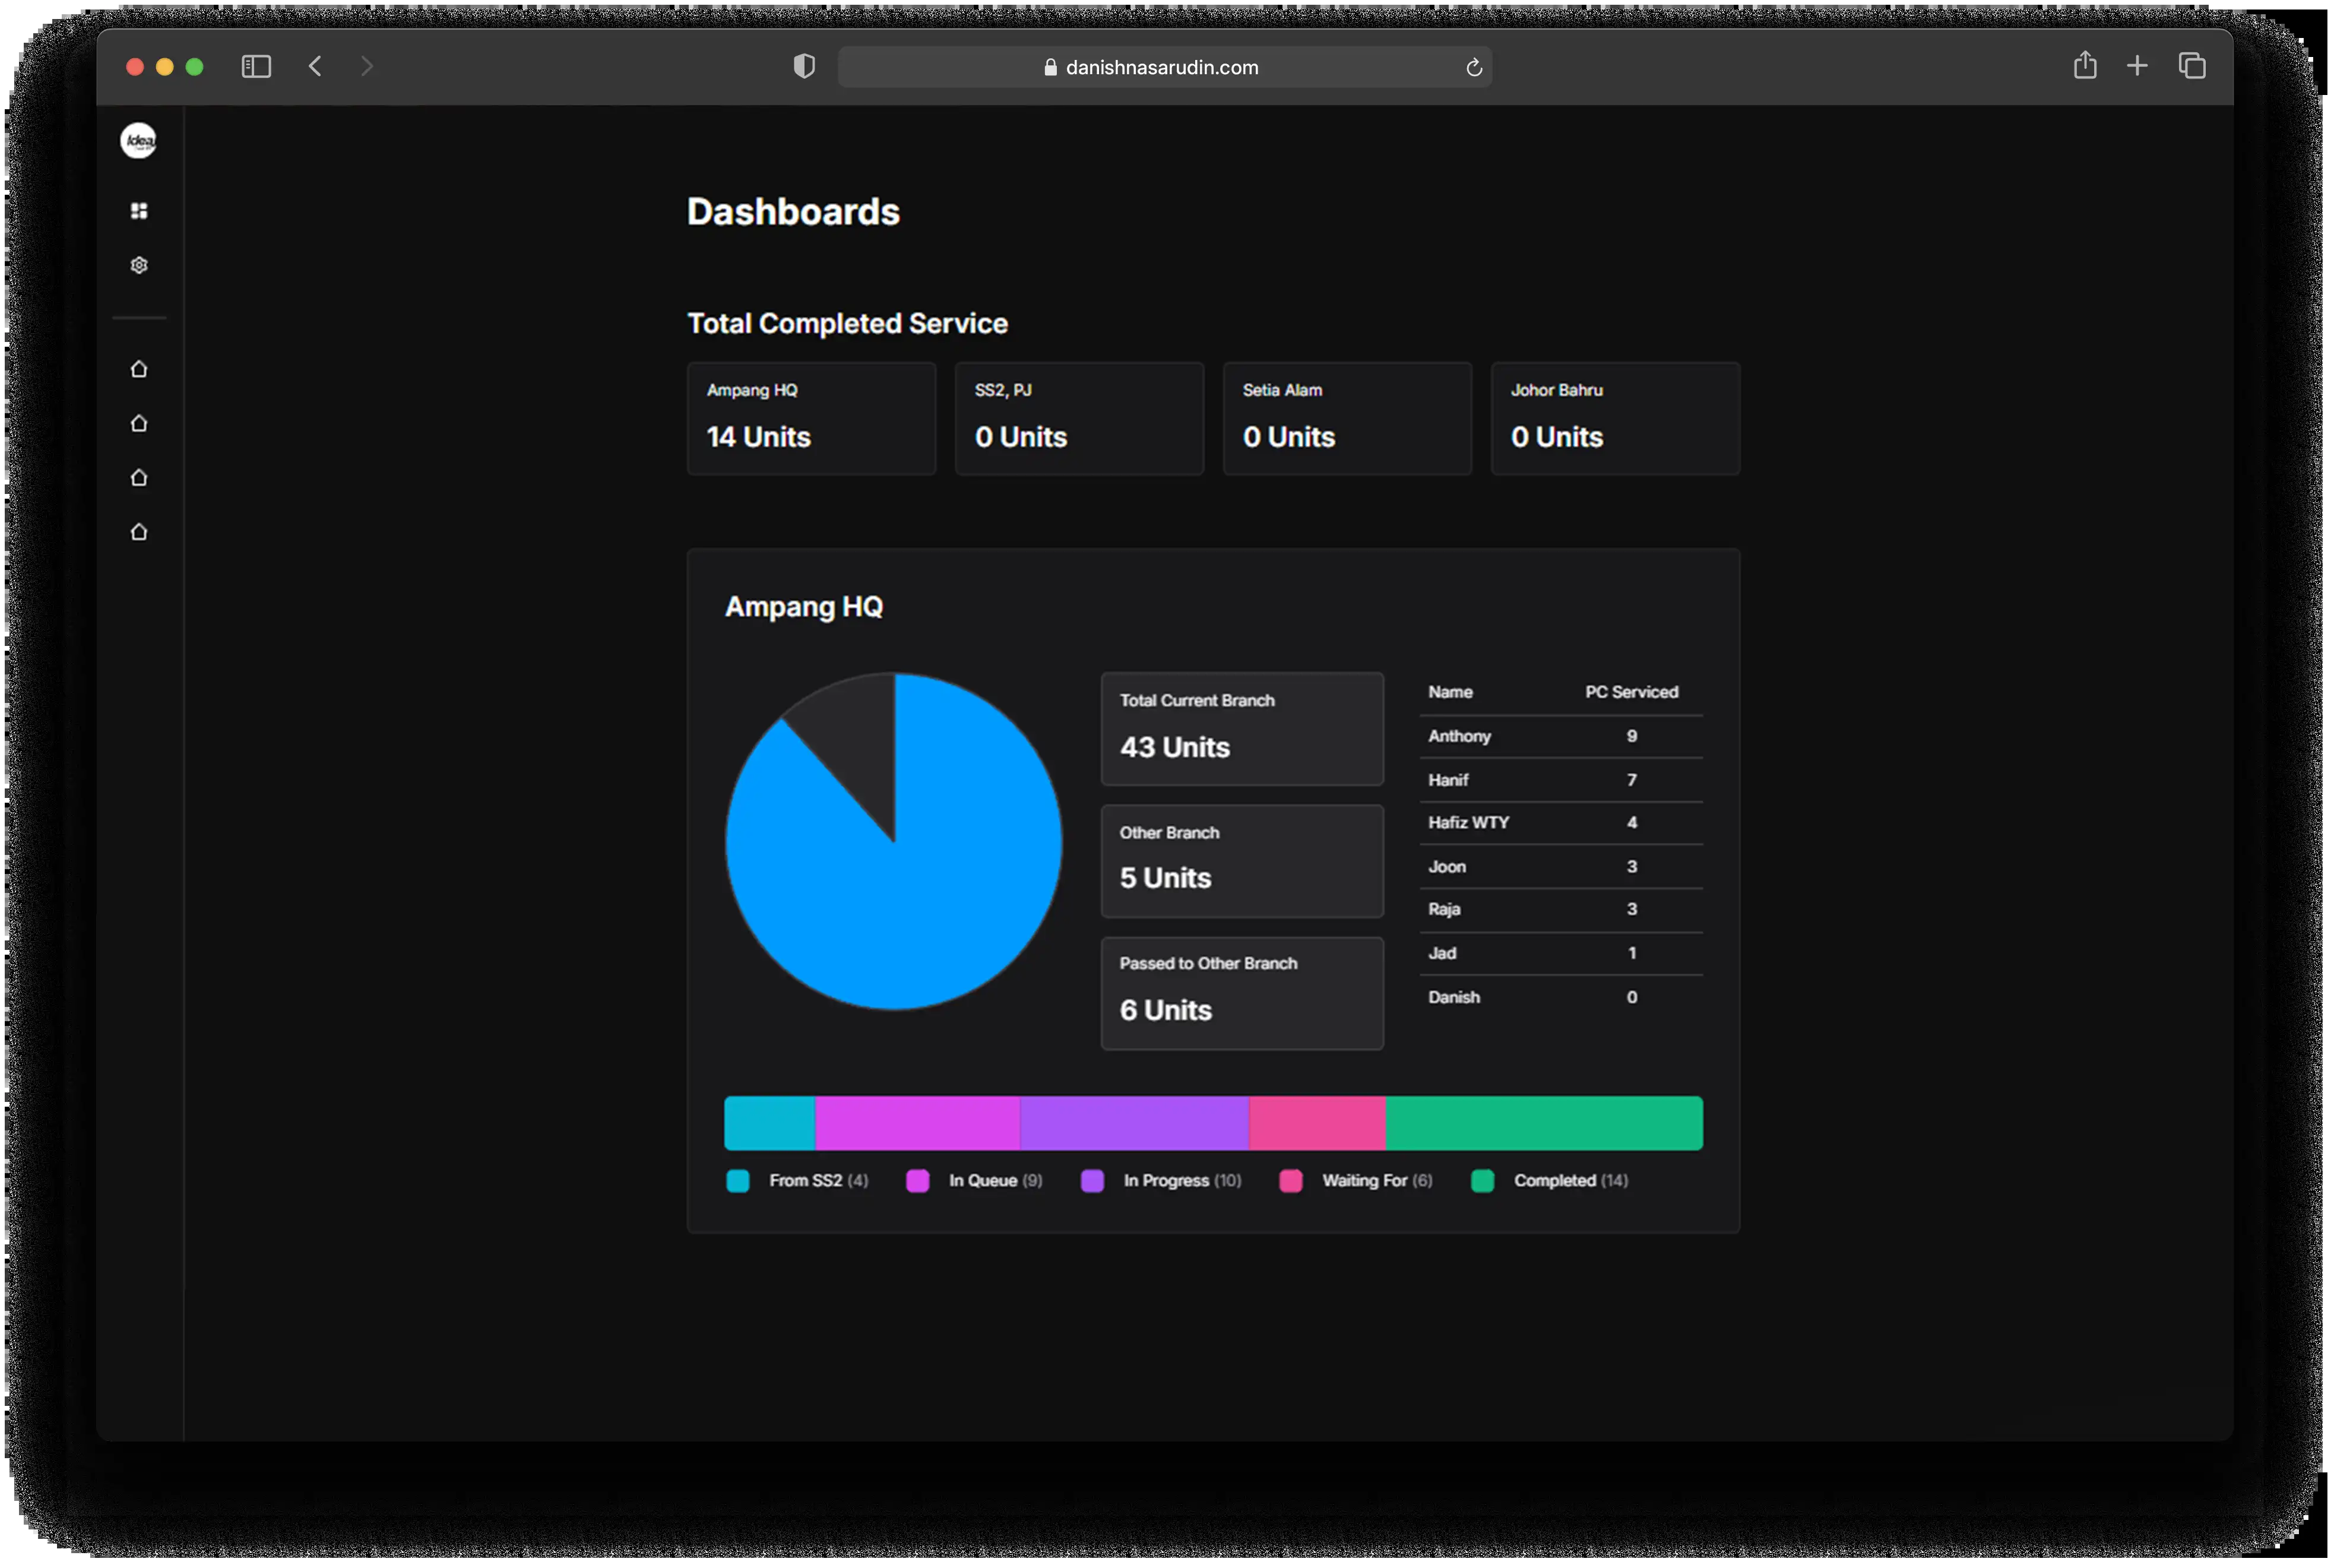 danishnasarudin.com
Dashboards
Total Completed Service
Ampang HQ
14 Units
SS2, PJ
0 Units
Setia Alam
0 Units
Johor Bahru
0 Units
Ampang HQ
Total Current Branch
43 Units
Other Branch
5 Units
Passed to Other Branch
6 Units
Name PC Serviced
Anthony 9
Hanif 7
Hafiz WTY 4
Joon 3
Raja 3
Jad 1
Danish 0
From SS2 (4) In Queue (9) In Progress (10) Waiting For (6) Completed (14)